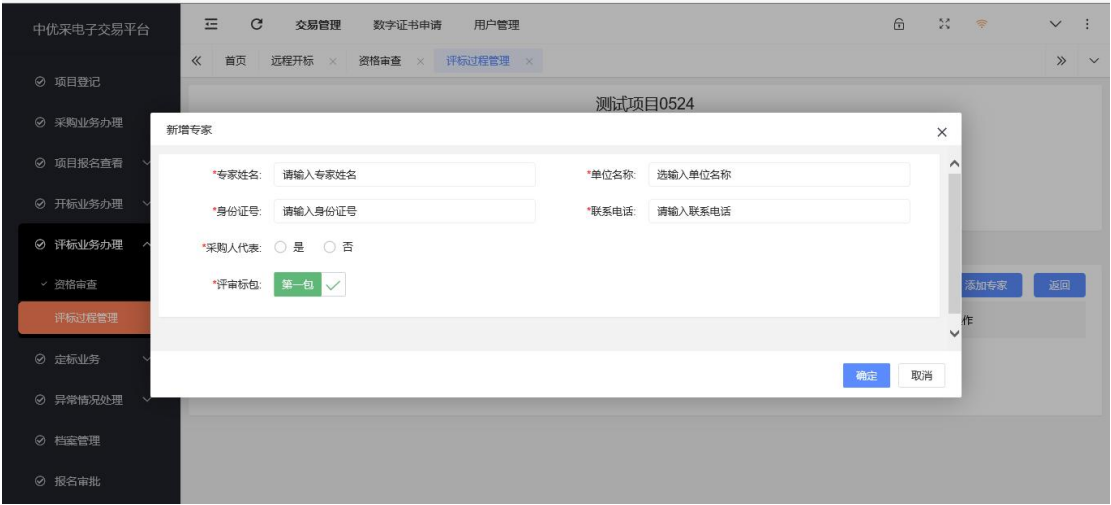 中优采电子交易平台
交易管理 数字证书申请 用户管理
首页 远程开标 资格审查 评标过程管理
项目登记
采购业务办理
项目报名查看
开标业务办理
评标业务办理
资格审查
评标过程管理
定标业务
异常情况处理
档案管理
报名审批
测试项目0524
新增专家
*专家姓名: 请输入专家姓名 *单位名称: 选输入单位名称
*身份证号: 请输入身份证号 *联系电话: 请输入联系电话
*采购人代表: 是 否
*评审标包: 第一包
确定 取消
添加专家 返回
作